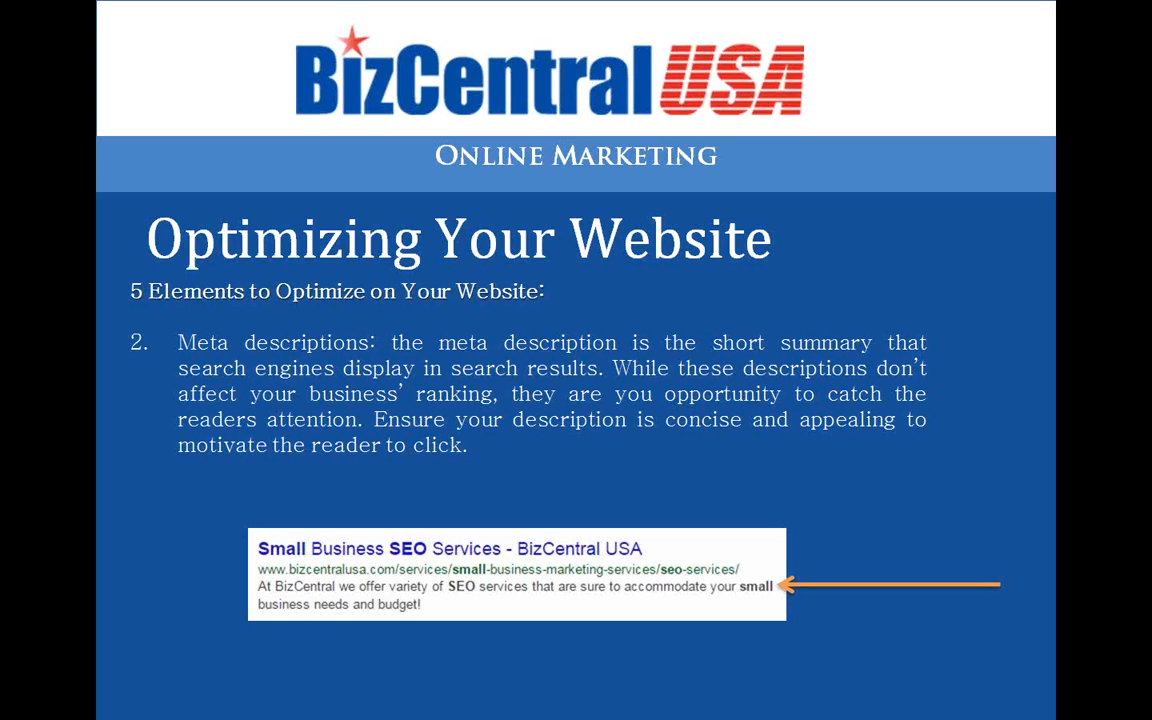 BizCentral USA
ONLINE MARKETING
Optimizing Your Website
5 Elements to Optimize on Your Website:
2. Meta descriptions: the meta description is the short summary that
search engines display in search results. While these descriptions don't
affect your business' ranking, they are you opportunity to catch the
readers attention. Ensure your description is concise and appealing to
motivate the reader to click.
Small Business SEO Services - BizCentral USA
www.bizcentralusa.com/services/small-business-marketing-services/seo-services/
At BizCentral we offer variety of SEO services that are sure to accommodate your small
business needs and budget!